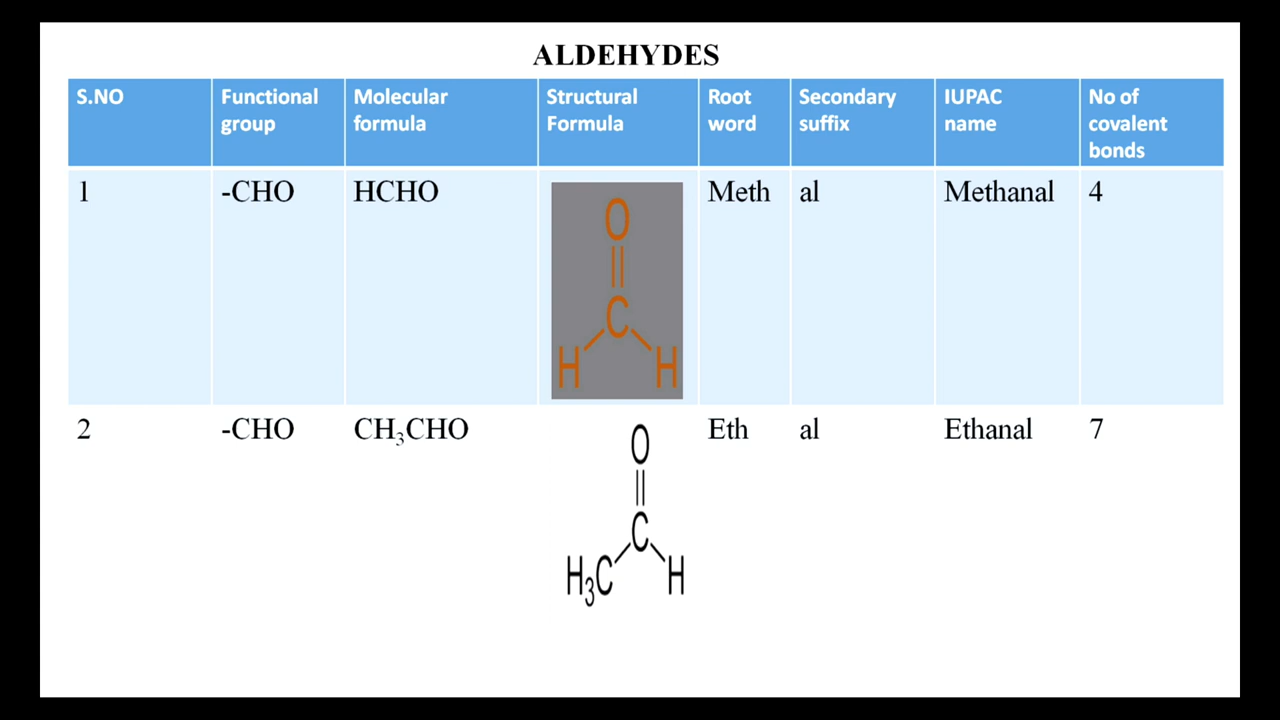 ALDEHYDES
S.NO
Functional
group
Molecular
formula
Structural
Formula
Root
word
Secondary
suffix
IUPAC
name
No of
covalent
bonds
1
-CHO
HCHO
O
C
H H
Meth
al
Methanal
4
2
-CHO
CH₃CHO
O
C
H₃C H
Eth
al
Ethanal
7